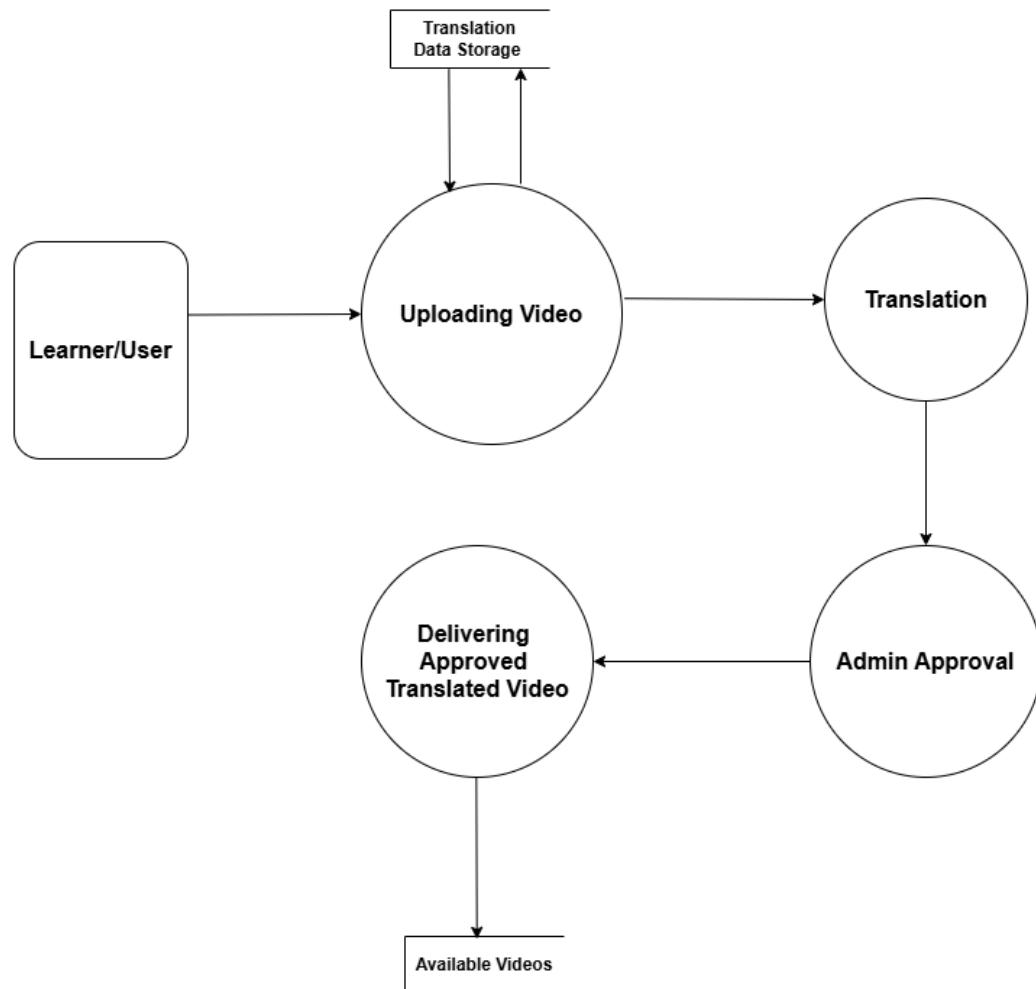 Translation
Data Storage
Learner/User
Uploading Video
Translation
Delivering
Approved
Translated Video
Admin Approval
Available Videos